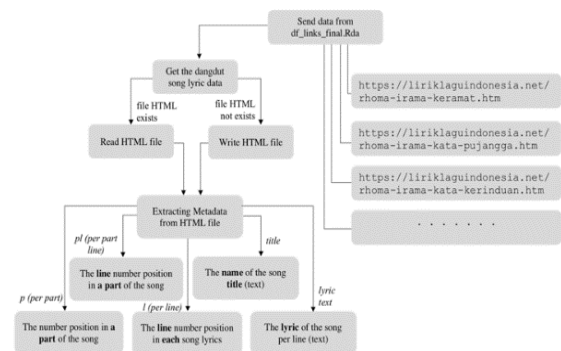 Send data from
df_links_final.Rda
Get the dangdut
song lyric data
https://liriklaguindonesia.net/
rhoma-irama-keramat.htm
file HTML
exists
file HTML
not exists
https://liriklaguindonesia.net/
rhoma-irama-kata-pujangga.htm
Read HTML file
Write HTML file
https://liriklaguindonesia.net/
rhoma-irama-kata-kerinduan.htm
Extracting Metadata
from HTML file
. . . . . . .
pl (per part
line)
title
The line number position
in a part of the song
The name of the song
title (text)
p (per part)
l (per line)
lyric
text
The number position in a
part of the song
The line number position
in each song lyrics
The lyric of the song
per line (text)